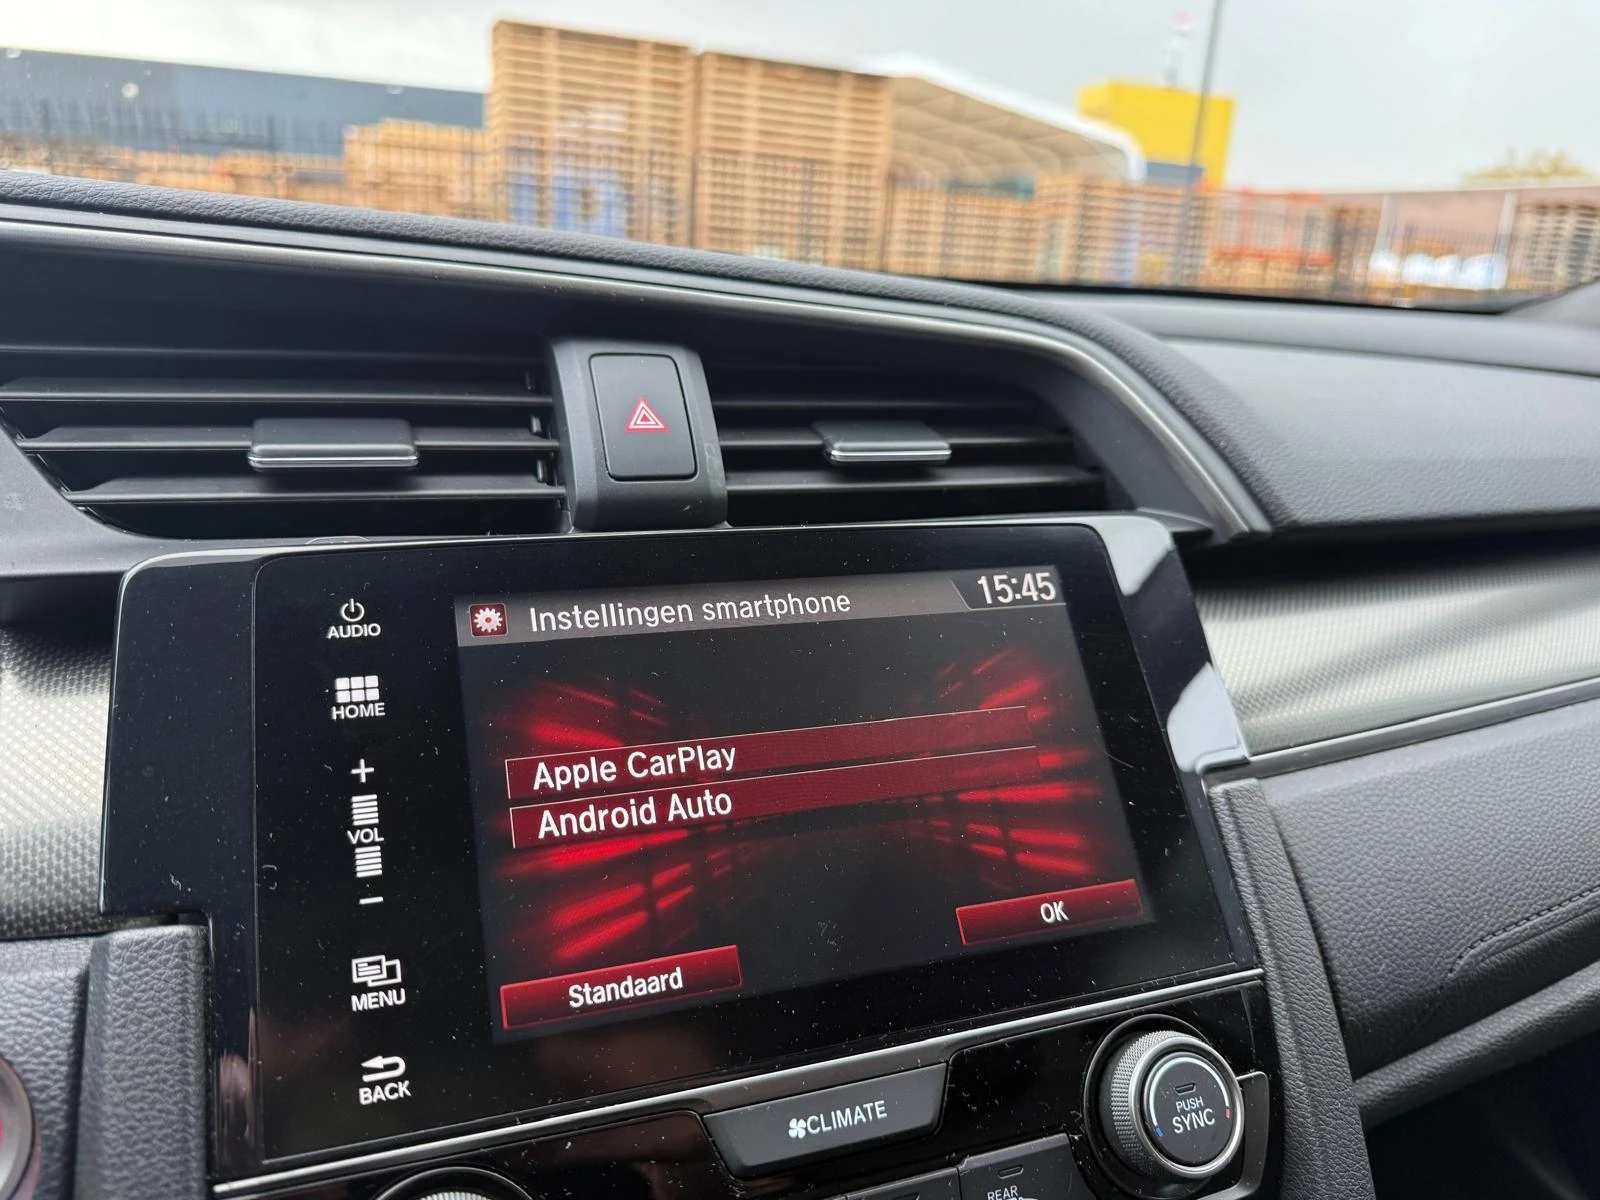 Instellingen smartphone
15:45
AUDIO
HOME
+
VOL
-
MENU
BACK
Apple CarPlay
Android Auto
Standaard
OK
CLIMATE
PUSH
SYNC
REAR